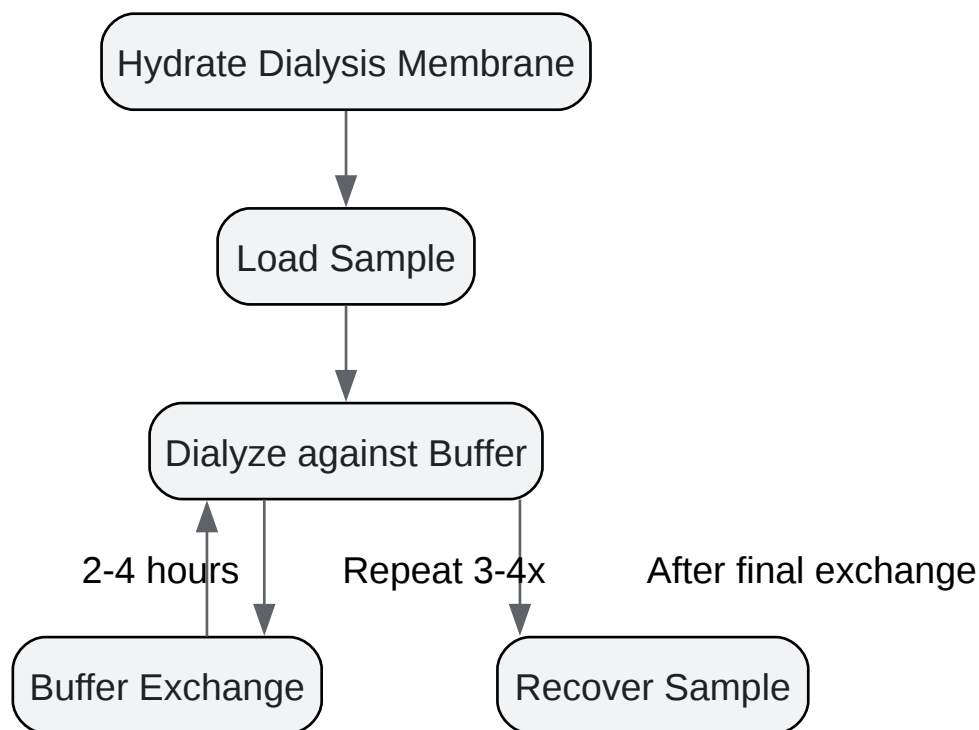 Hydrate Dialysis Membrane
Load Sample
Dialyze against Buffer
2-4 hours
Repeat 3-4x
After final exchange
Buffer Exchange
Recover Sample